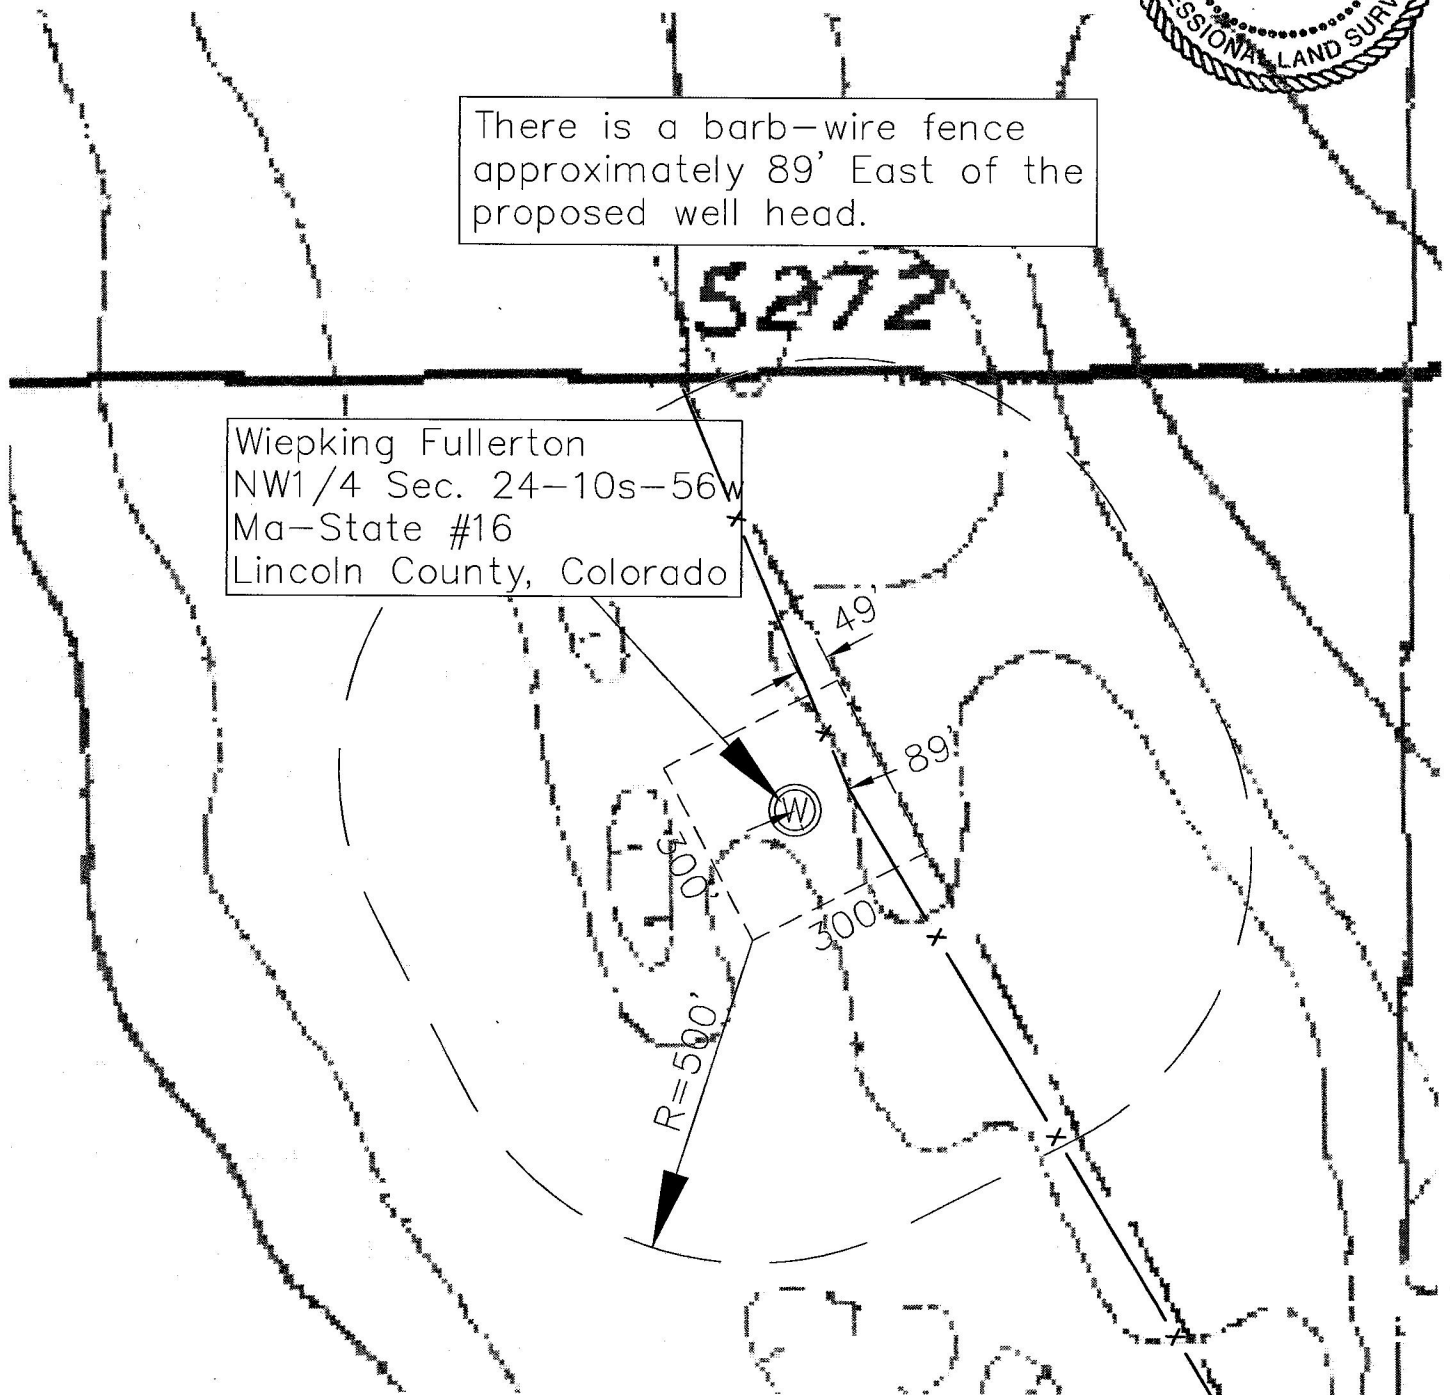 SSIONAL LAND SURV
There is a barb-wire fence
approximately 89' East of the
proposed well head.
5272
Wiepking Fullerton
NW1/4 Sec. 24-10s-56w
Ma-State #16
Lincoln County, Colorado
49'
89'
W
300'
300'
R=500'